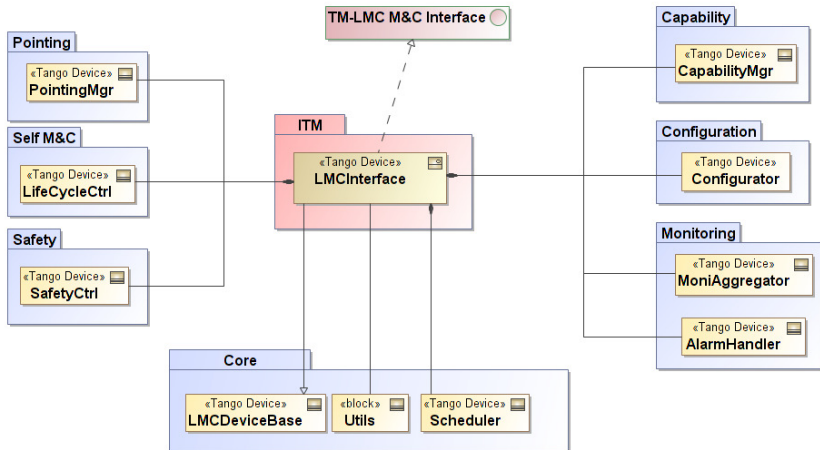 TM-LMC M&C Interface
Pointing
«Tango Device»
PointingMgr
Self M&C
«Tango Device»
LifeCycleCtrl
Safety
«Tango Device»
SafetyCtrl
ITM
«Tango Device»
LMCInterface
Capability
«Tango Device»
CapabilityMgr
Configuration
«Tango Device»
Configurator
Monitoring
«Tango Device»
MoniAggregator
«Tango Device»
AlarmHandler
Core
«Tango Device»
LMCDeviceBase
«block»
Utils
«Tango Device»
Scheduler